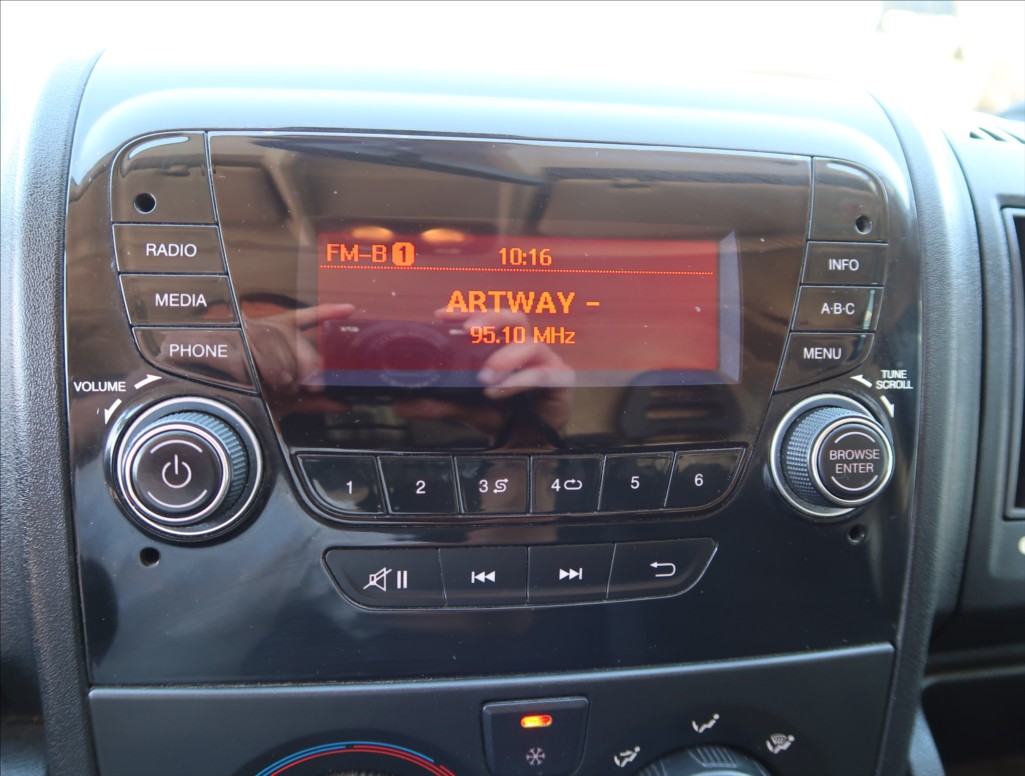 RADIO
MEDIA
PHONE
VOLUME
FM-B 1 10:16
ARTWAY -
95.10 MHz
INFO
A·B·C
MENU
TUNE
SCROLL
BROWSE
ENTER
1 2 3 4 5 6